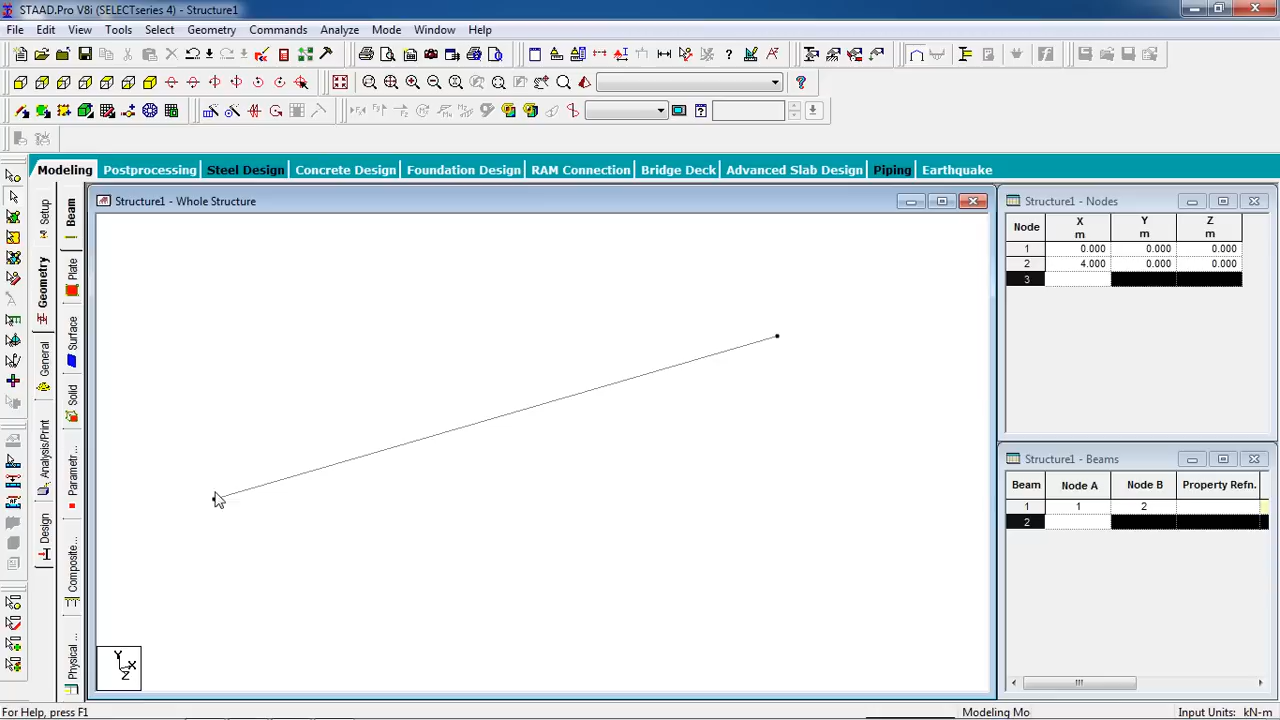 STAAD.Pro V8i (SELECTseries 4) - Structure1
File Edit View Tools Select Geometry Commands Mode Analyze Window Help
Modeling Postprocessing Steel Design Concrete Design Foundation Design RAM Connection Bridge Deck Advanced Slab Design Piping Earthquake
Setup
Geometry
General
Analysis/Print
Design
Beam
Plate
Surface
Solid
Parametr...
Composite...
Physical ...
Structure1 - Whole Structure
Y
X
Z
Structure1 - Nodes
Node X m Y m Z m
1 0.000 0.000 0.000
2 4.000 0.000 0.000
3
Structure1 - Beams
Beam Node A Node B Property Refn.
1 1 2
2
For Help, press F1
Modeling Mo
Input Units: kN-m